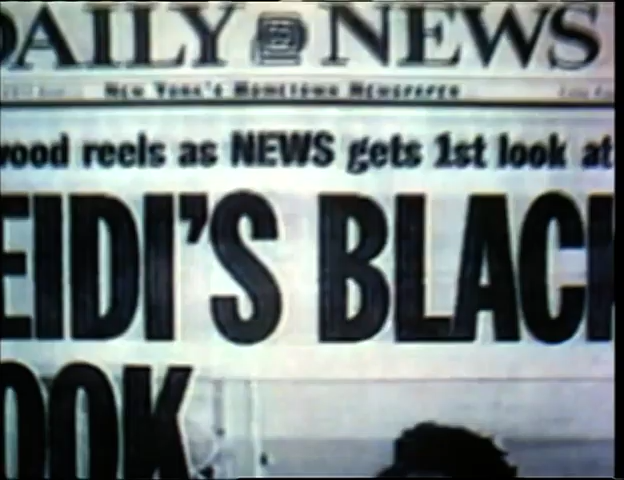 DAILY NEWS
New York's Hometown Newspaper
wood reels as NEWS gets 1st look at
EIDI'S BLACK
OOK